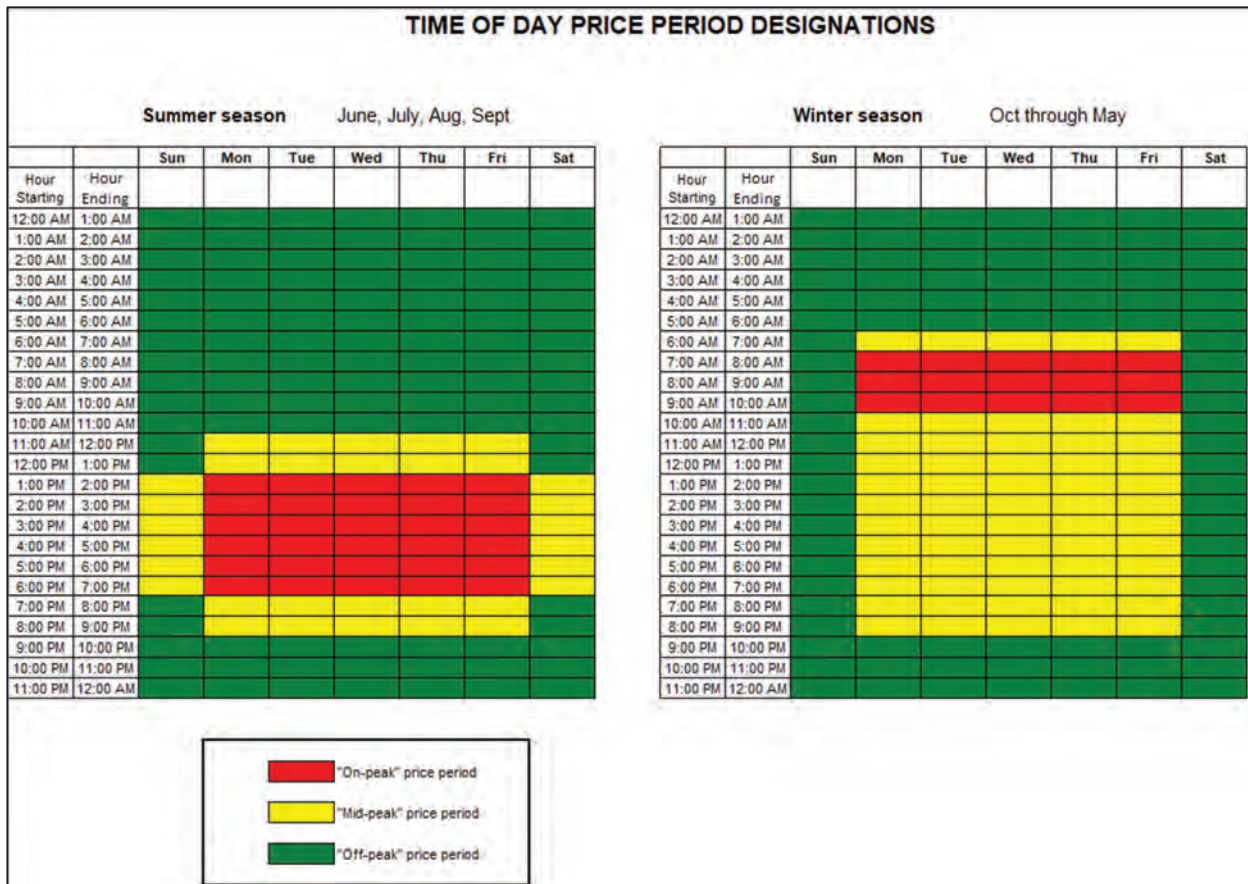 TIME OF DAY PRICE PERIOD DESIGNATIONS
Summer season June, July, Aug, Sept
Sun Mon Tue Wed Thu Fri Sat
Hour Starting Hour Ending
12:00 AM 1:00 AM
1:00 AM 2:00 AM
2:00 AM 3:00 AM
3:00 AM 4:00 AM
4:00 AM 5:00 AM
5:00 AM 6:00 AM
6:00 AM 7:00 AM
7:00 AM 8:00 AM
8:00 AM 9:00 AM
9:00 AM 10:00 AM
10:00 AM 11:00 AM
11:00 AM 12:00 PM
12:00 PM 1:00 PM
1:00 PM 2:00 PM
2:00 PM 3:00 PM
3:00 PM 4:00 PM
4:00 PM 5:00 PM
5:00 PM 6:00 PM
6:00 PM 7:00 PM
7:00 PM 8:00 PM
8:00 PM 9:00 PM
9:00 PM 10:00 PM
10:00 PM 11:00 PM
11:00 PM 12:00 AM
Winter season Oct through May
Sun Mon Tue Wed Thu Fri Sat
Hour Starting Hour Ending
12:00 AM 1:00 AM
1:00 AM 2:00 AM
2:00 AM 3:00 AM
3:00 AM 4:00 AM
4:00 AM 5:00 AM
5:00 AM 6:00 AM
6:00 AM 7:00 AM
7:00 AM 8:00 AM
8:00 AM 9:00 AM
9:00 AM 10:00 AM
10:00 AM 11:00 AM
11:00 AM 12:00 PM
12:00 PM 1:00 PM
1:00 PM 2:00 PM
2:00 PM 3:00 PM
3:00 PM 4:00 PM
4:00 PM 5:00 PM
5:00 PM 6:00 PM
6:00 PM 7:00 PM
7:00 PM 8:00 PM
8:00 PM 9:00 PM
9:00 PM 10:00 PM
10:00 PM 11:00 PM
11:00 PM 12:00 AM
"On-peak" price period
"Mid-peak" price period
"Off-peak" price period